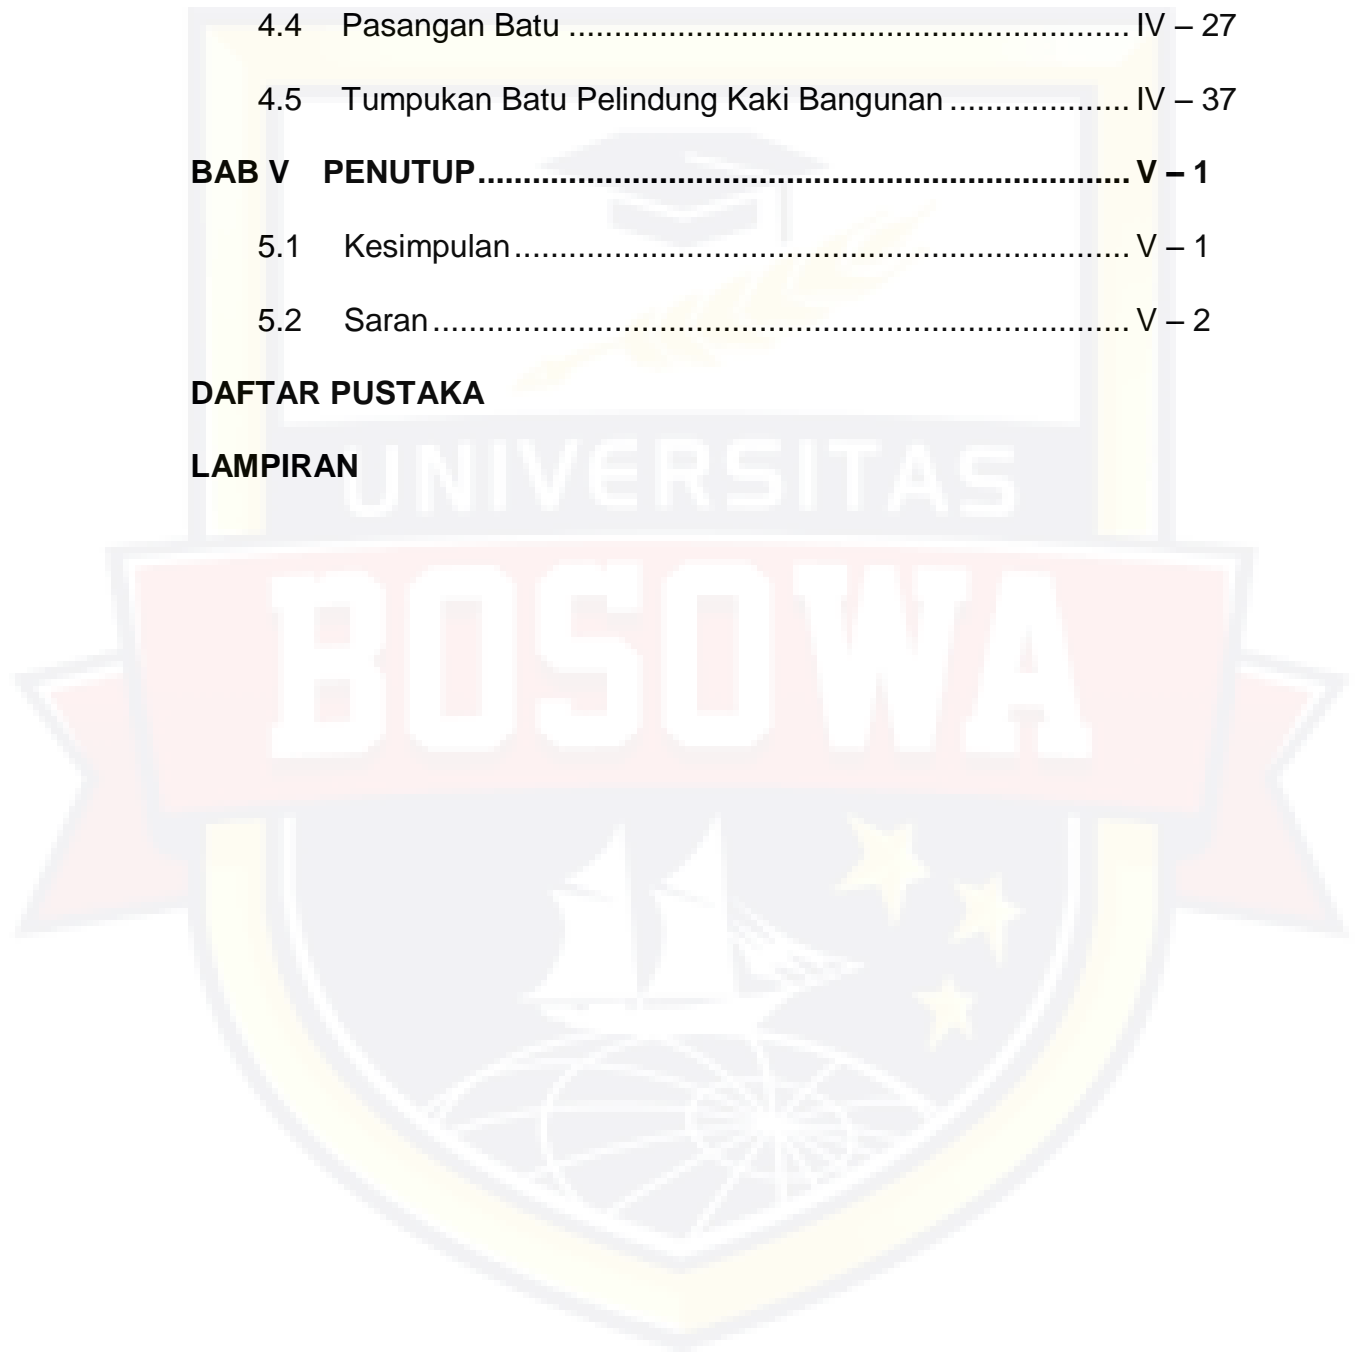 4.4 Pasangan Batu ............................................................. IV – 27
4.5 Tumpukan Batu Pelindung Kaki Bangunan .................... IV – 37
BAB V PENUTUP........................................................................ V – 1
5.1 Kesimpulan.................................................................... V – 1
5.2 Saran............................................................................. V – 2
DAFTAR PUSTAKA
LAMPIRAN
UNIVERSITAS
BOSOWA